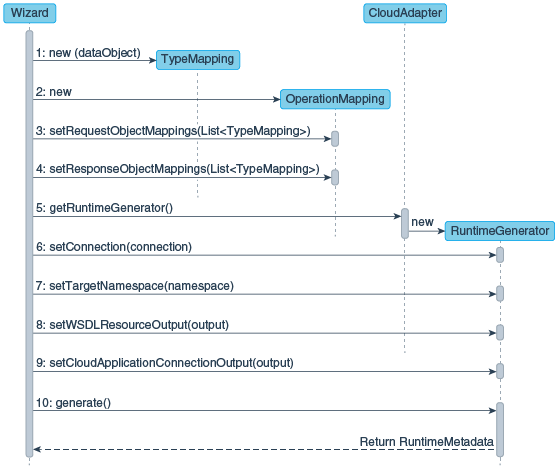 Wizard
CloudAdapter
1: new (dataObject)
TypeMapping
2: new
OperationMapping
3: setRequestObjectMappings(List<TypeMapping>)
4: setResponseObjectMappings(List<TypeMapping>)
5: getRuntimeGenerator()
new
RuntimeGenerator
6: setConnection(connection)
7: setTargetNamespace(namespace)
8: setWSDLResourceOutput(output)
9: setCloudApplicationConnectionOutput(output)
10: generate()
Return RuntimeMetadata